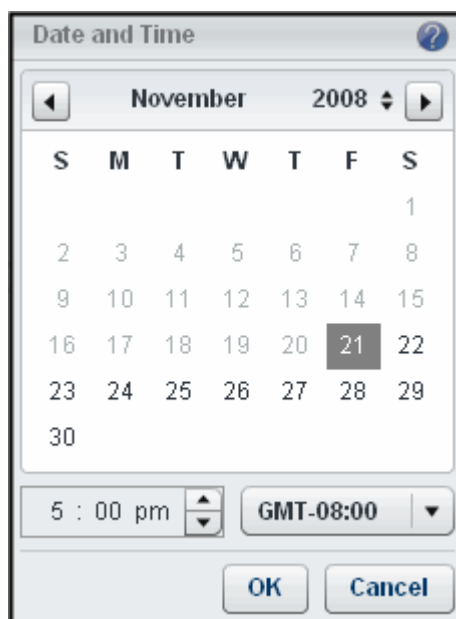 Date and Time ?
November 2008
S M T W T F S
1
2 3 4 5 6 7 8
9 10 11 12 13 14 15
16 17 18 19 20 21 22
23 24 25 26 27 28 29
30
5 : 00 pm GMT-08:00
OK Cancel